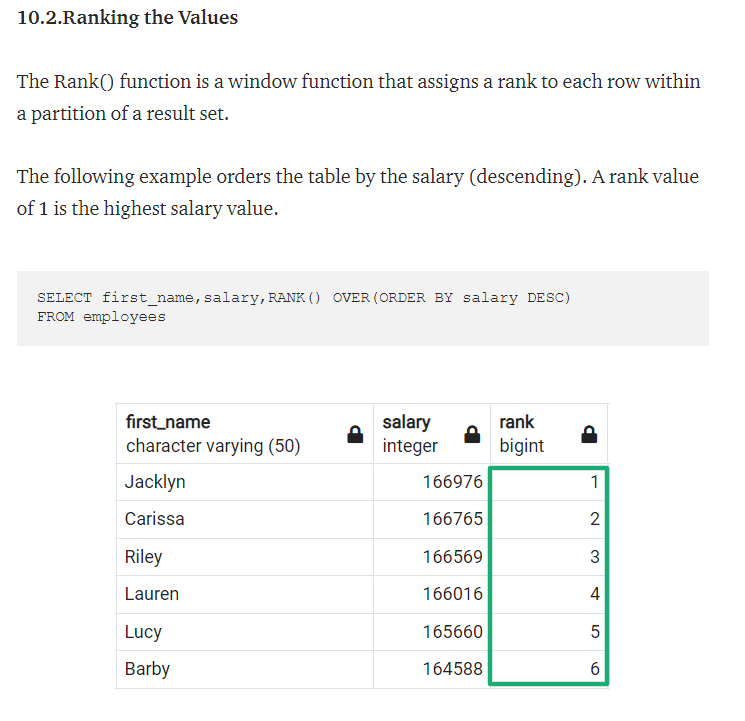 10.2.Ranking the Values
The Rank() function is a window function that assigns a rank to each row within
a partition of a result set.
The following example orders the table by the salary (descending). A rank value
of 1 is the highest salary value.
SELECT first_name,salary,RANK() OVER(ORDER BY salary DESC)
FROM employees
first_name salary rank
character varying (50) integer bigint
Jacklyn 166976 1
Carissa 166765 2
Riley 166569 3
Lauren 166016 4
Lucy 165660 5
Barby 164588 6